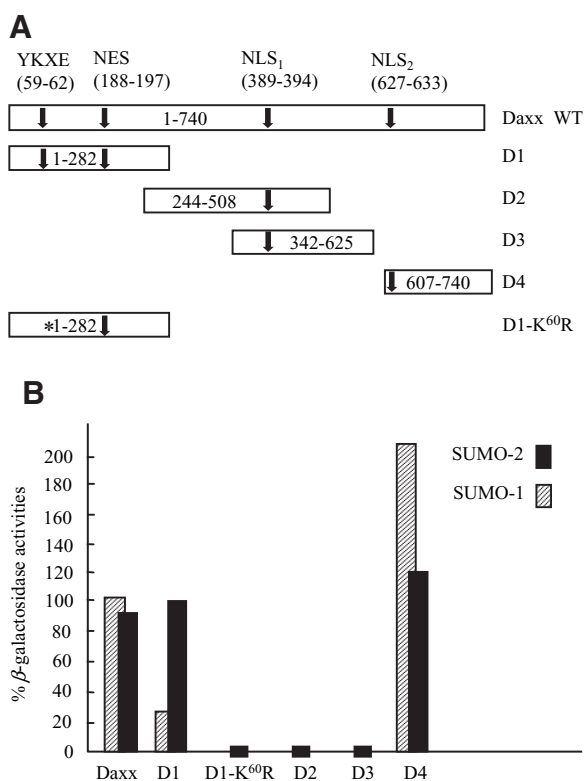 A
YKXE NES NLS₁ NLS₂
(59-62) (188-197) (389-394) (627-633)
1-740 Daxx WT
1-282 D1
244-508 D2
342-625 D3
607-740 D4
*1-282 D1-K⁶⁰R
B
% β-galactosidase activities
200
180
160
140
120
100
80
60
40
20
0
SUMO-2
SUMO-1
Daxx D1 D1-K⁶⁰R D2 D3 D4